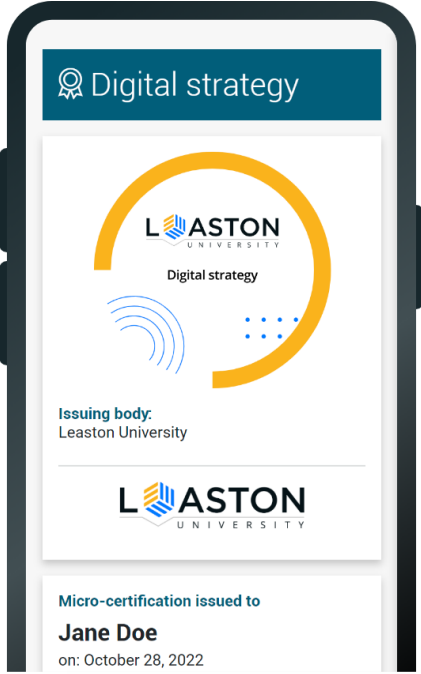 Digital strategy
LEASTON
UNIVERSITY
Digital strategy
Issuing body:
Leaston University
LEASTON
UNIVERSITY
Micro-certification issued to
Jane Doe
on: October 28, 2022